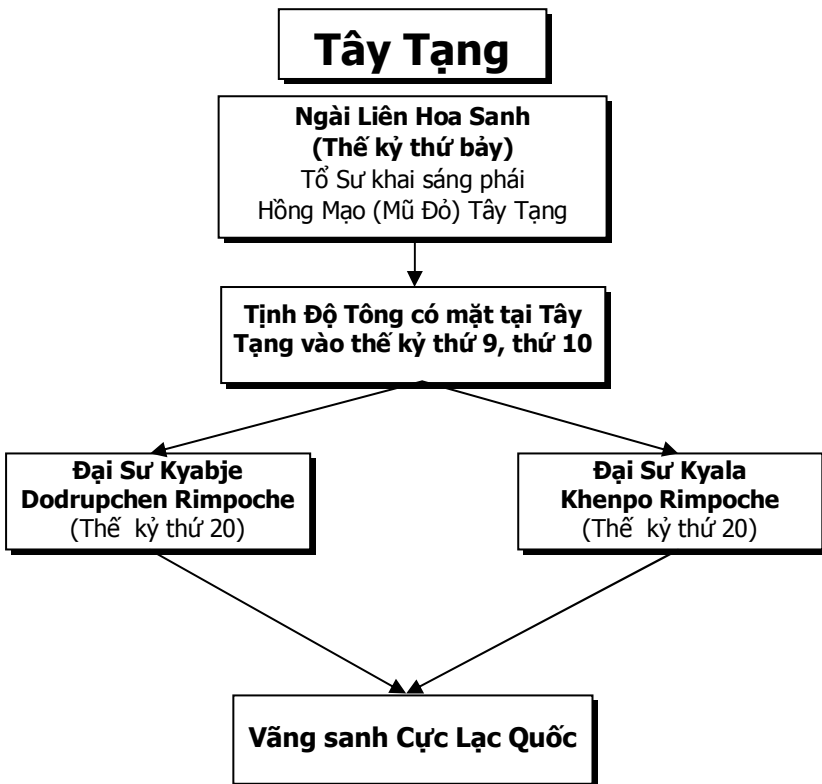 Tây Tạng
Ngài Liên Hoa Sanh
(Thế kỷ thứ bảy)
Tổ Sư khai sáng phái
Hồng Mạo (Mũ Đỏ) Tây Tạng
Tịnh Độ Tông có mặt tại Tây
Tạng vào thế kỷ thứ 9, thứ 10
Đại Sư Kyabje
Dodrupchen Rimpoche
(Thế kỷ thứ 20)
Đại Sư Kyala
Khenpo Rimpoche
(Thế kỷ thứ 20)
Vãng sanh Cực Lạc Quốc